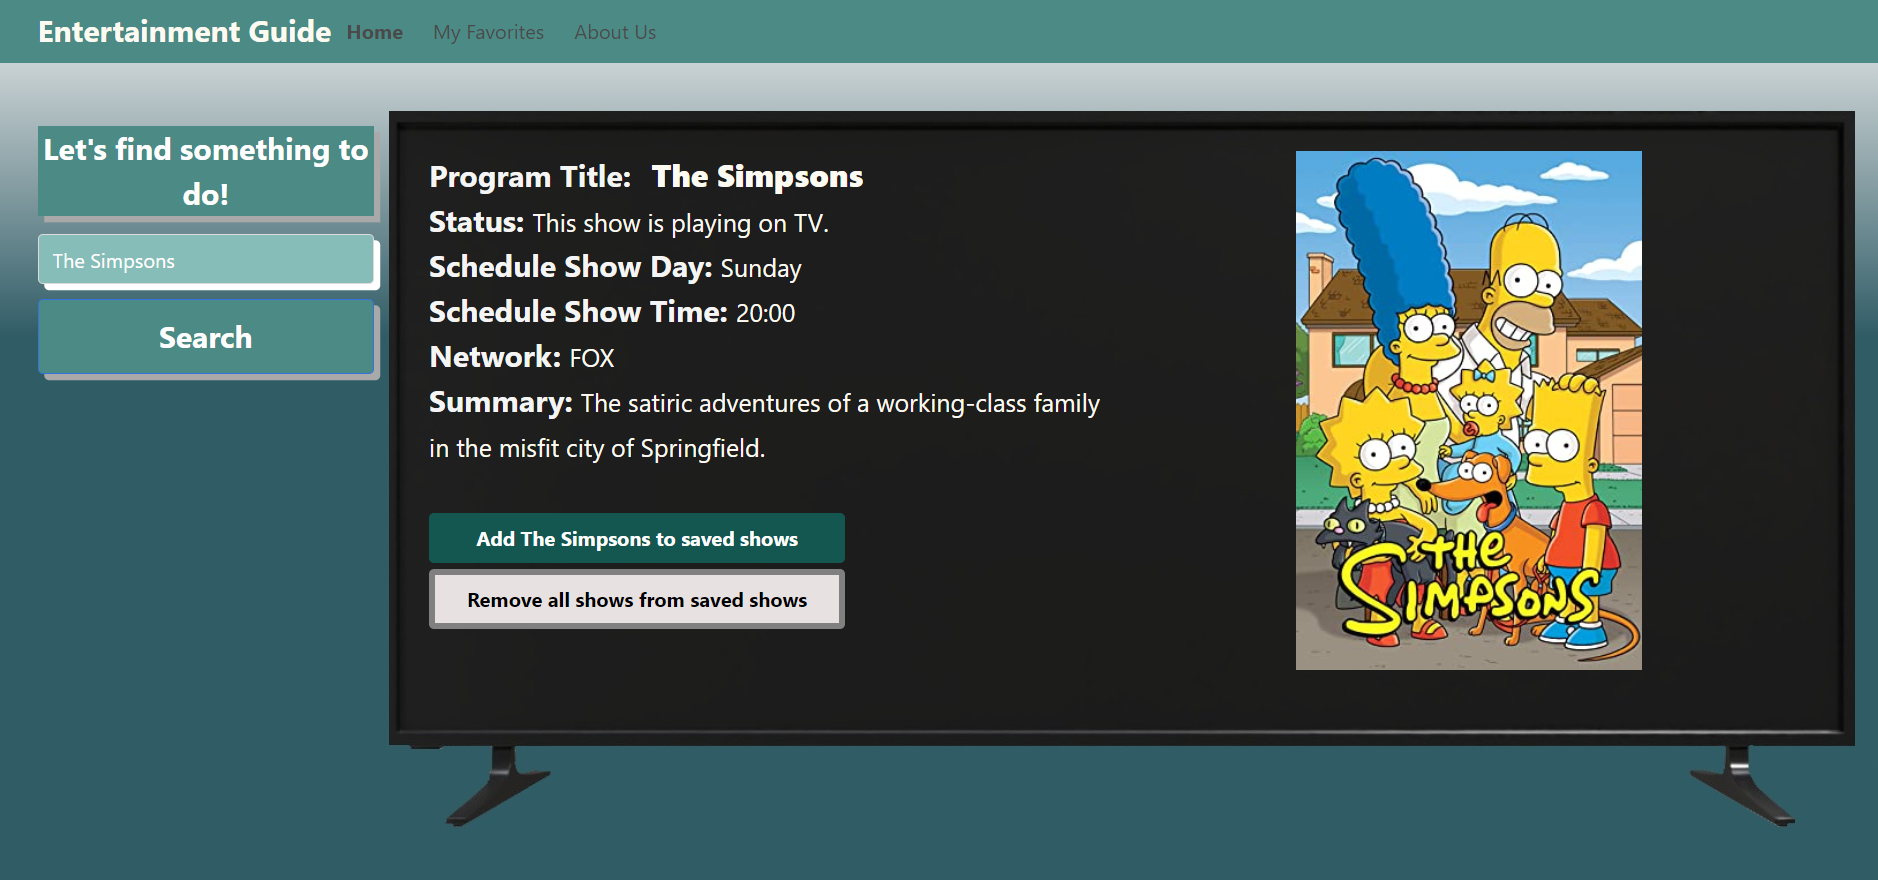 Entertainment Guide Home My Favorites About Us
Let's find something to
do!
The Simpsons
Search
Program Title: The Simpsons
Status: This show is playing on TV.
Schedule Show Day: Sunday
Schedule Show Time: 20:00
Network: FOX
Summary: The satiric adventures of a working-class family
in the misfit city of Springfield.
Add The Simpsons to saved shows
Remove all shows from saved shows
THE
SIMPSONS